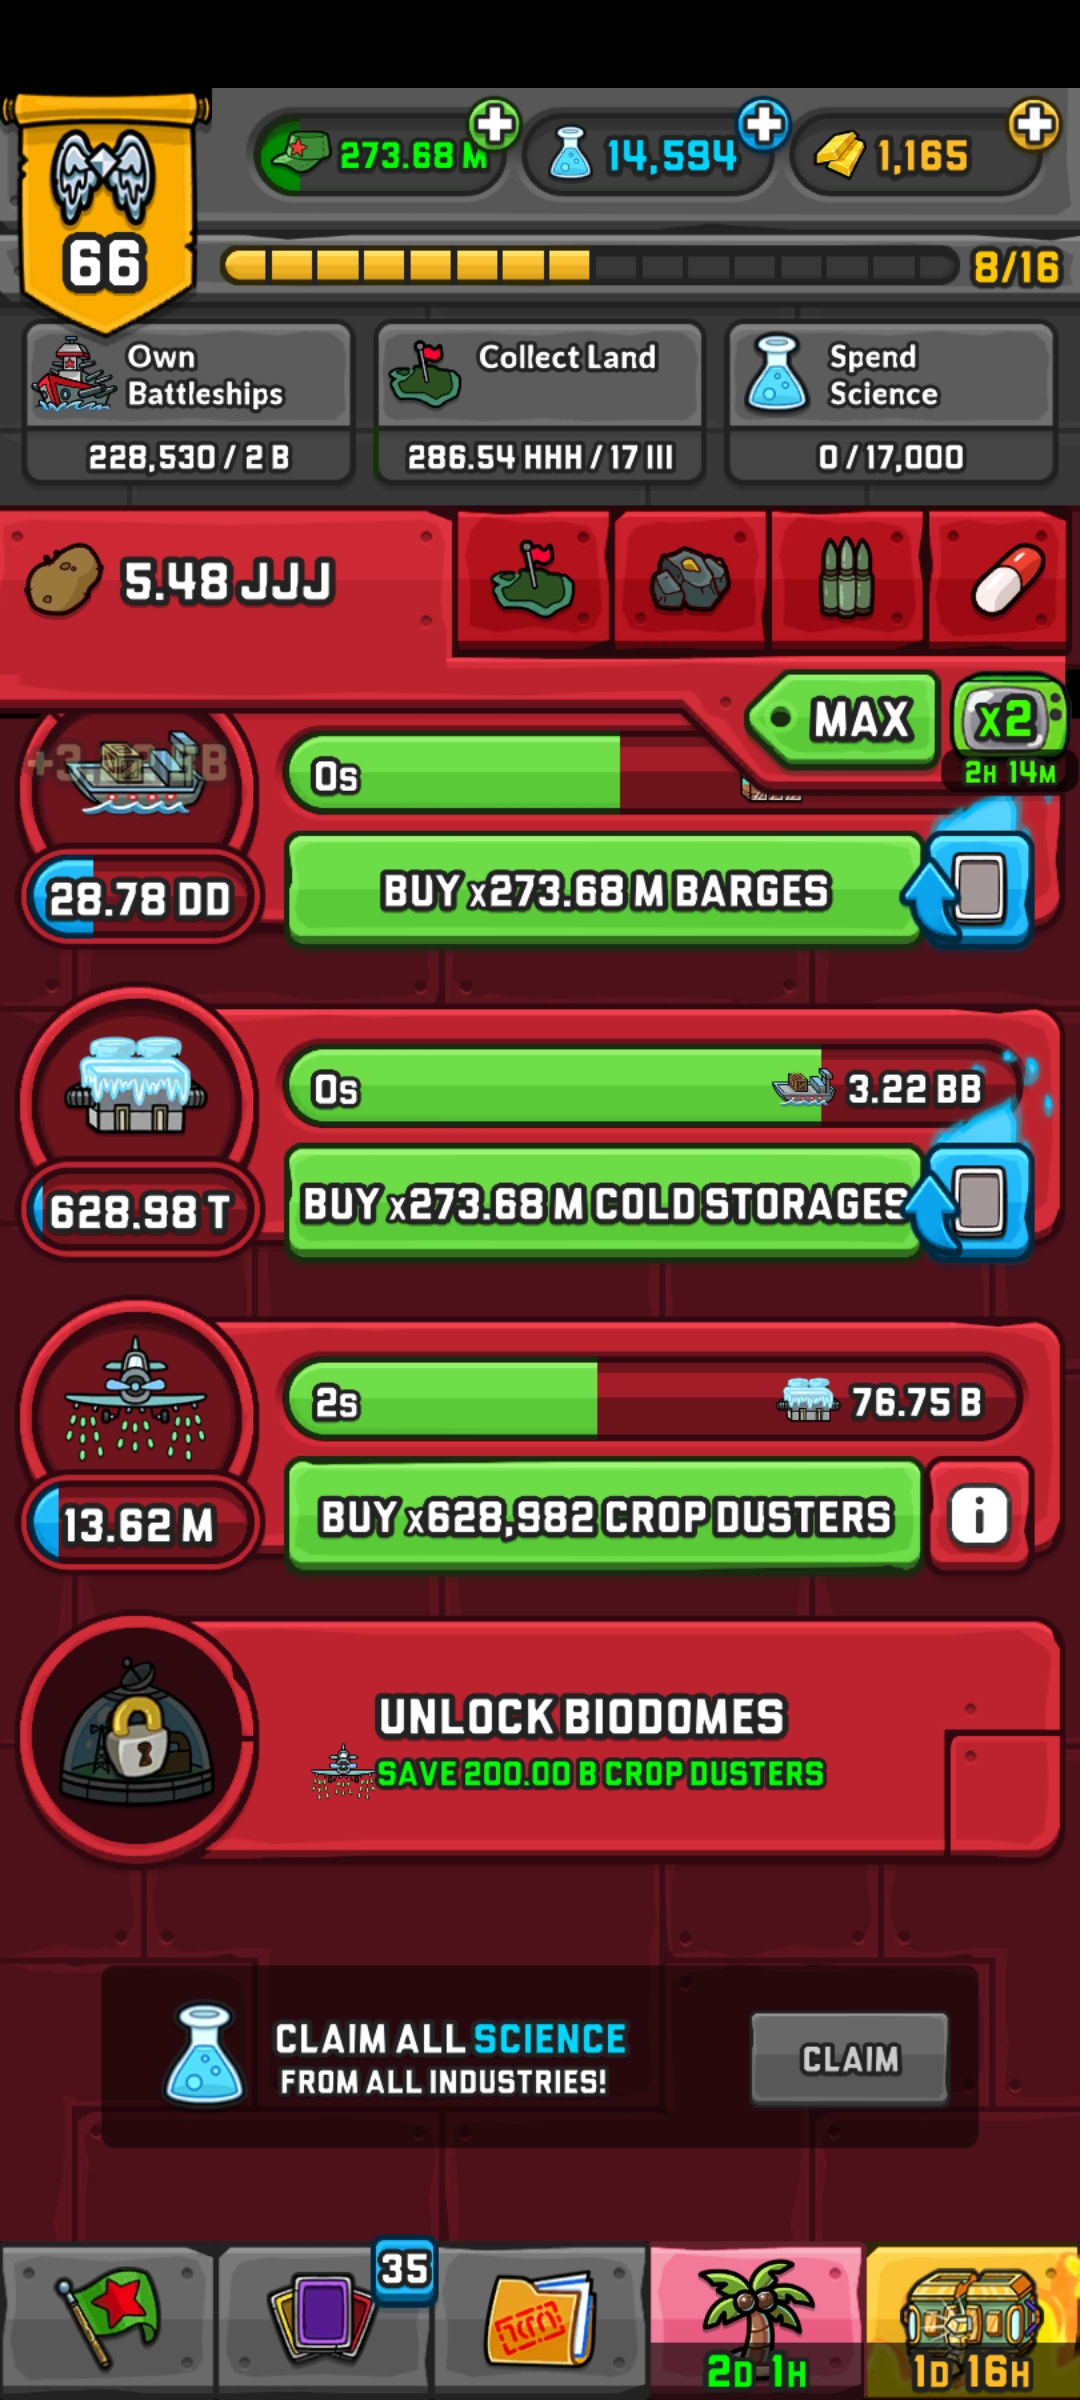 273.68 M
14,594
1,165
66
8/16
Own
Battleships
228,530 / 2 B
Collect Land
286.54 HHH / 17 III
Spend
Science
0 / 17,000
5.48 JJJ
MAX
x2
2H 14M
0s
28.78 DD
BUY x273.68 M BARGES
0s
3.22 BB
628.98 T
BUY x273.68 M COLD STORAGES
2s
76.75 B
13.62 M
BUY x628,982 CROP DUSTERS
i
UNLOCK BIODOMES
SAVE 200.00 B CROP DUSTERS
CLAIM ALL SCIENCE
FROM ALL INDUSTRIES!
CLAIM
35
2D 1H
1D 16H